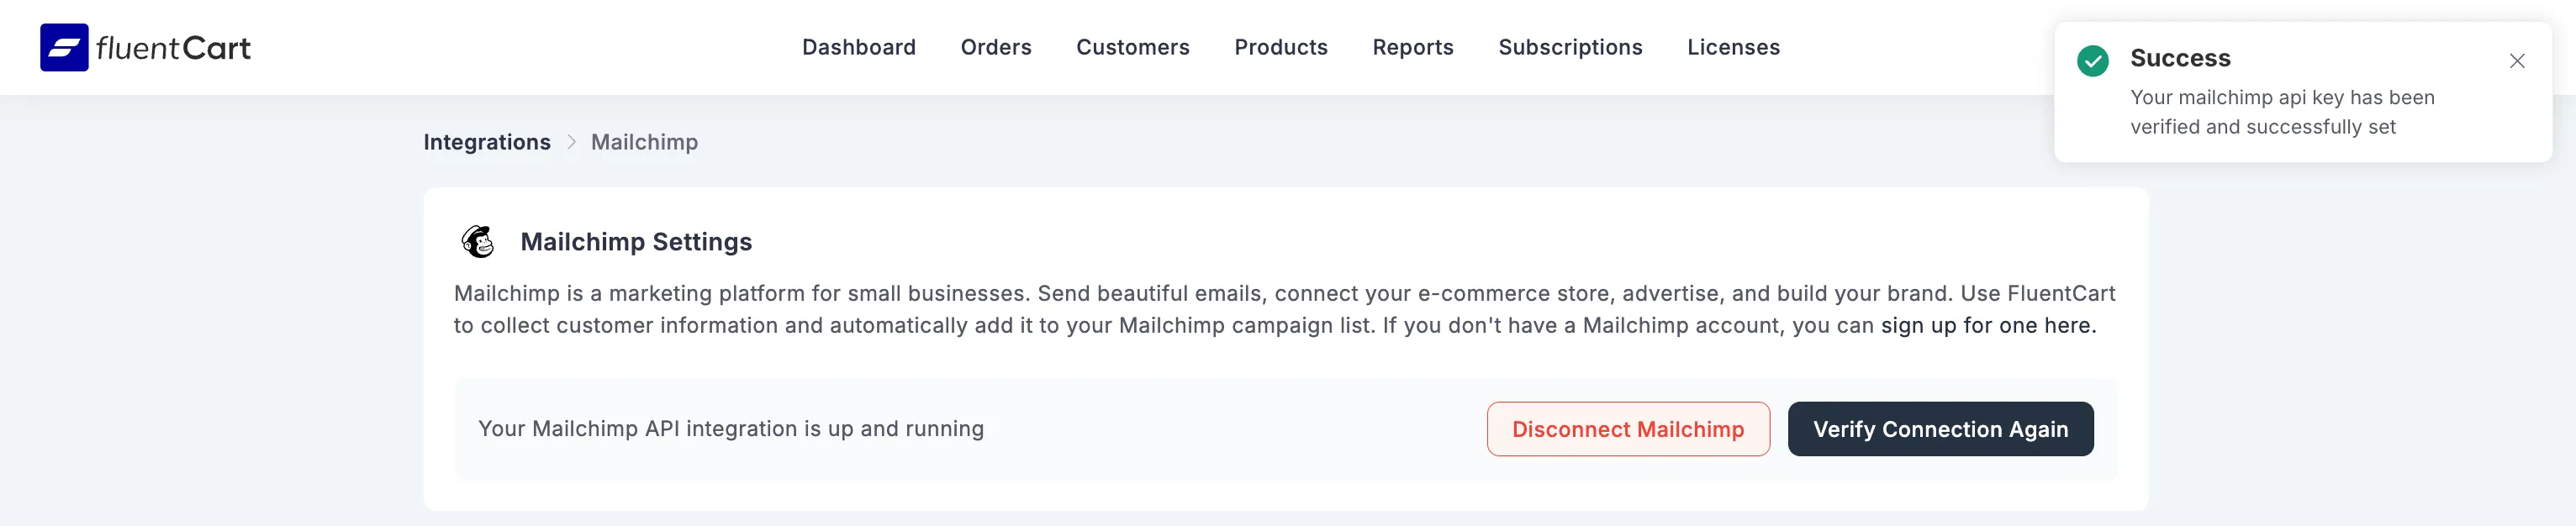 fluentCart
Dashboard Orders Customers Products Reports Subscriptions Licenses
Success
Your mailchimp api key has been
verified and successfully set
Integrations > Mailchimp
Mailchimp Settings
Mailchimp is a marketing platform for small businesses. Send beautiful emails, connect your e-commerce store, advertise, and build your brand. Use FluentCart
to collect customer information and automatically add it to your Mailchimp campaign list. If you don't have a Mailchimp account, you can sign up for one here.
Your Mailchimp API integration is up and running
Disconnect Mailchimp
Verify Connection Again